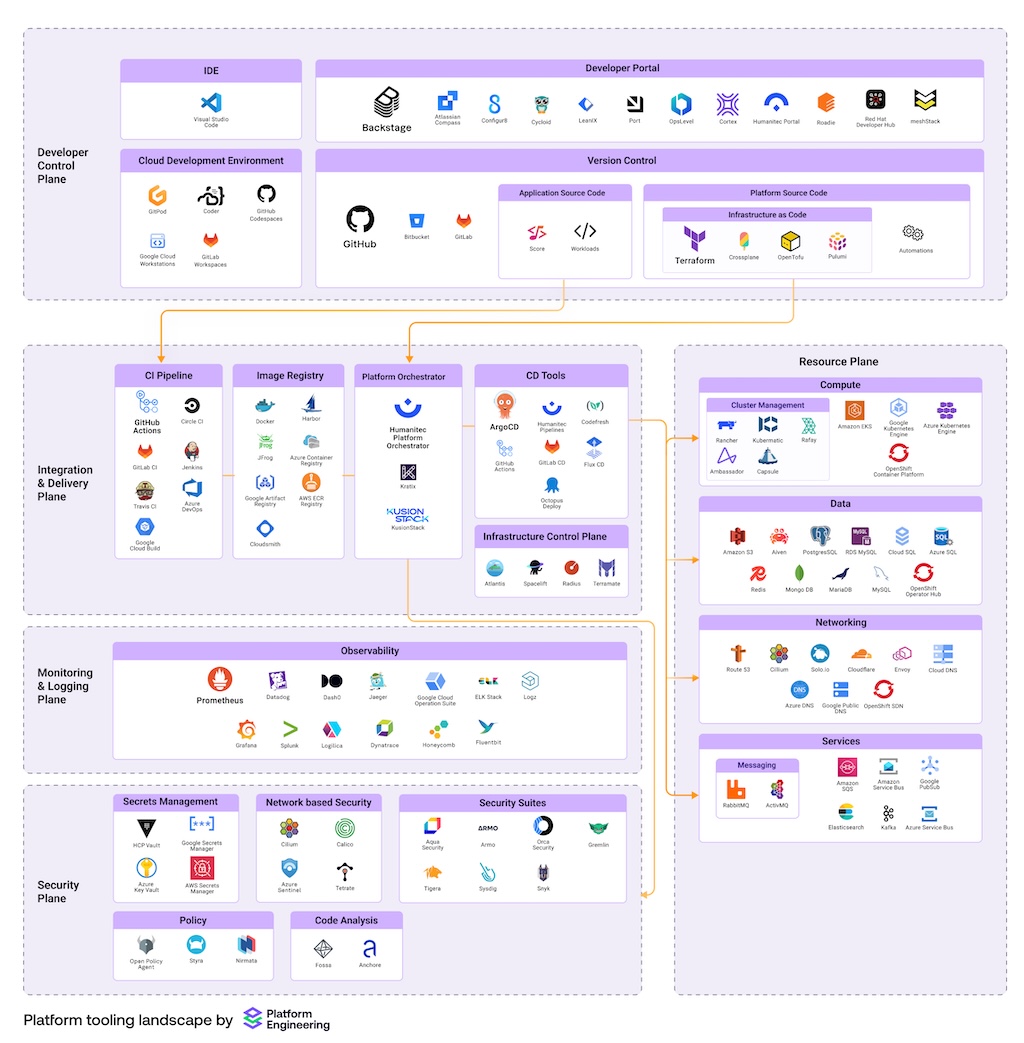 Developer
Control
Plane
IDE
Visual Studio
Code
Developer Portal
Backstage
Atlassian
Compass
Configur8
Cycloid
LeanIX
Port
OpsLevel
Cortex
Humanitec Portal
Roadie
Red Hat
Developer Hub
meshStack
Cloud Development Environment
GitPod
Coder
GitHub
Codespaces
Google Cloud
Workstations
GitLab
Workspaces
Version Control
GitHub
Bitbucket
GitLab
Application Source Code
Score
Workloads
Platform Source Code
Infrastructure as Code
Terraform
Crossplane
OpenTofu
Pulumi
Automations
Integration
& Delivery
Plane
CI Pipeline
GitHub
Actions
Circle CI
GitLab CI
Jenkins
Travis CI
Azure
DevOps
Google
Cloud Build
Image Registry
Docker
Harbor
JFrog
Azure Container
Registry
Google Artifact
Registry
AWS ECR
Registry
Cloudsmith
Platform Orchestrator
Humanitec
Platform
Orchestrator
Kratix
KUSION
STACK
KusionStack
CD Tools
ArgoCD
Humanitec
Pipelines
Codefresh
GitHub
Actions
GitLab CD
Flux CD
Octopus
Deploy
Infrastructure Control Plane
Atlantis
Spacelift
Radius
Terramate
Resource Plane
Compute
Cluster Management
Rancher
Kubermatic
Rafay
Ambassador
Capsule
Amazon EKS
Google
Kubernetes
Engine
Azure Kubernetes
Engine
OpenShift
Container Platform
Data
Amazon S3
Aiven
PostgresSQL
MySQL
RDS MySQL
Cloud SQL
SQL
Azure SQL
Redis
Mongo DB
MariaDB
MySQL
OpenShift
Operator Hub
Networking
Route 53
Cillium
Solo.io
Cloudflare
Envoy
Cloud DNS
DNS
Azure DNS
Google Public
DNS
OpenShift SDN
Services
Messaging
RabbitMQ
ActivMQ
Amazon
SQS
Amazon
Service Bus
Google
PubSub
Elasticsearch
Kafka
Azure Service Bus
Monitoring
& Logging
Plane
Observability
Prometheus
Datadog
Dash0
Jaeger
Google Cloud
Operation Suite
ELK
ELK Stack
Logz
Grafana
Splunk
Logilica
Dynatrace
Honeycomb
Fluentbit
Security
Plane
Secrets Management
HCP Vault
Google Secrets
Manager
Azure
Key Vault
AWS Secrets
Manager
Network based Security
Cilium
Calico
Azure
Sentinel
Tetrate
Security Suites
Aqua
Security
ARMO
Armo
Orca
Security
Gremlin
Tigera
Sysdig
Snyk
Policy
Open Policy
Agent
Styra
Nirmata
Code Analysis
Fossa
Anchore
Platform tooling landscape by
Platform
Engineering